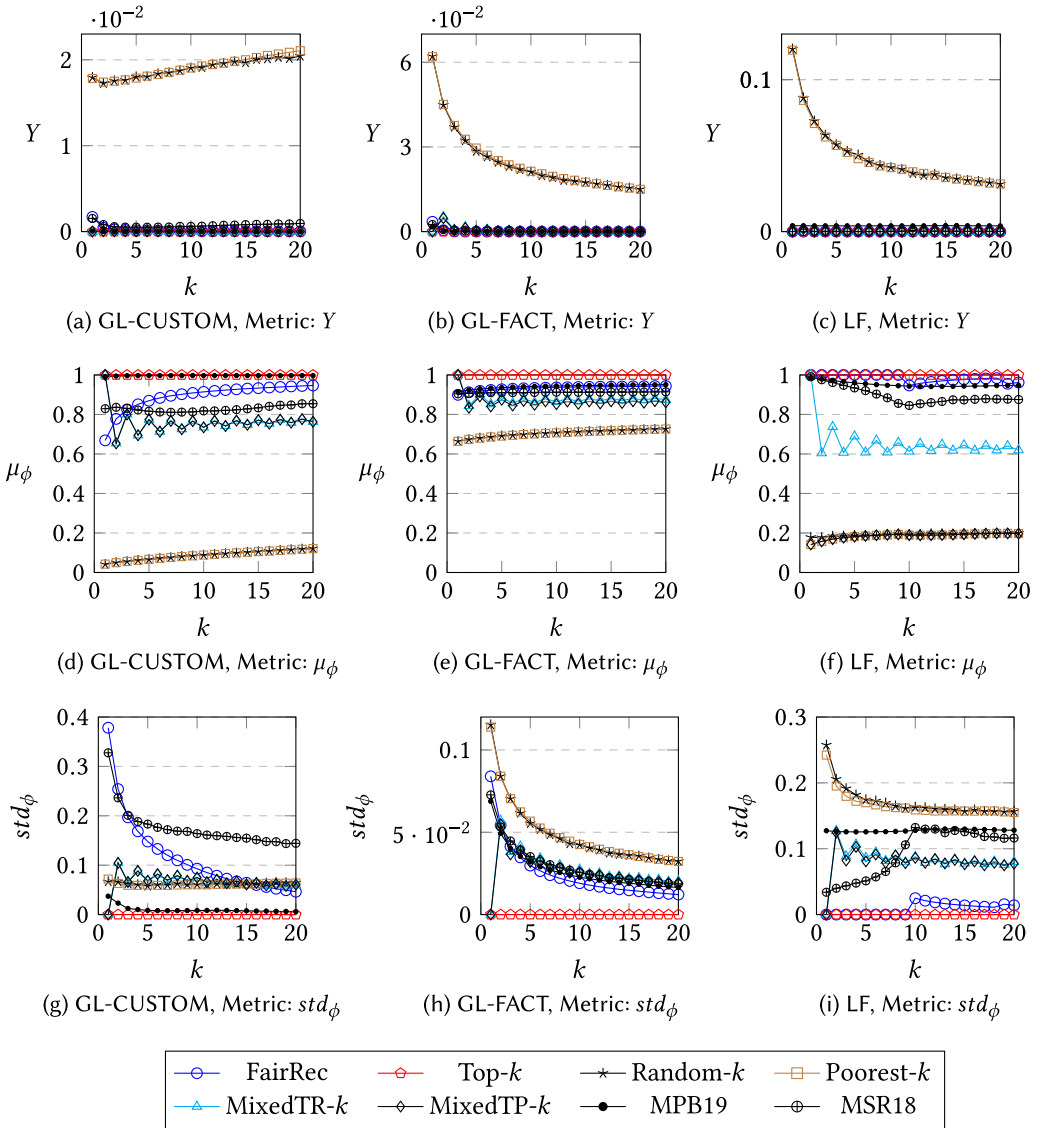 ·10⁻²
2
1
0
Y
0 5 10 15 20
k
(a) GL-CUSTOM, Metric: Y
·10⁻²
6
3
0
Y
0 5 10 15 20
k
(b) GL-FACT, Metric: Y
0.1
0
Y
0 5 10 15 20
k
(c) LF, Metric: Y
1
0.8
0.6
0.4
0.2
0
μϕ
0 5 10 15 20
k
(d) GL-CUSTOM, Metric: μϕ
1
0.8
0.6
0.4
0.2
0
μϕ
0 5 10 15 20
k
(e) GL-FACT, Metric: μϕ
1
0.8
0.6
0.4
0.2
0
μϕ
0 5 10 15 20
k
(f) LF, Metric: μϕ
0.4
0.3
0.2
0.1
0
stdϕ
0 5 10 15 20
k
(g) GL-CUSTOM, Metric: stdϕ
0.1
5 · 10⁻²
0
stdϕ
0 5 10 15 20
k
(h) GL-FACT, Metric: stdϕ
0.3
0.2
0.1
0
stdϕ
0 5 10 15 20
k
(i) LF, Metric: stdϕ
FairRec Top-k Random-k Poorest-k
MixedTR-k MixedTP-k MPB19 MSR18